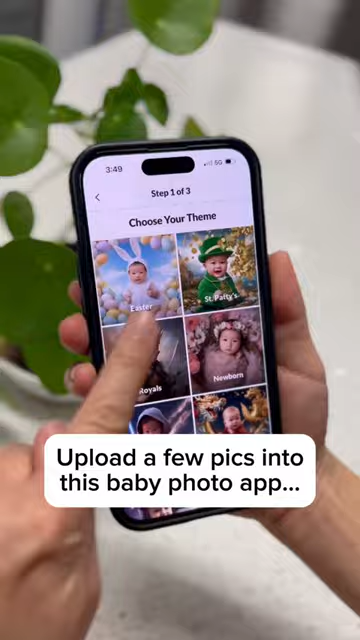 3:49
5G
Step 1 of 3
Choose Your Theme
Easter
St. Patty's
Royals
Newborn
Upload a few pics into
this baby photo app...